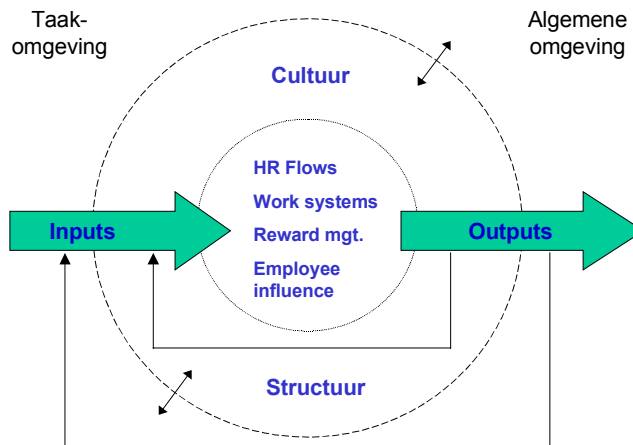 Taak-
omgeving
Algemene
omgeving
Cultuur
HR Flows
Work systems
Reward mgt.
Employee
influence
Inputs
Outputs
Structuur